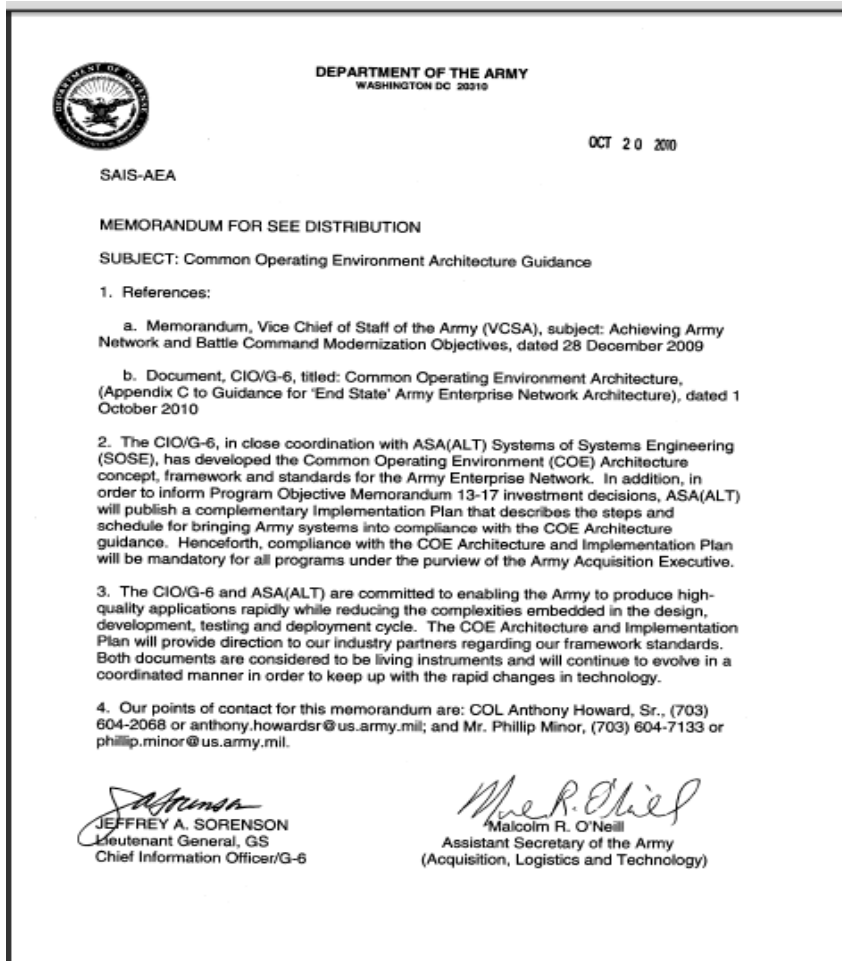 DEPARTMENT OF THE ARMY
WASHINGTON DC 20310
OCT 20 2010
SAIS-AEA
MEMORANDUM FOR SEE DISTRIBUTION
SUBJECT: Common Operating Environment Architecture Guidance
1. References:
a. Memorandum, Vice Chief of Staff of the Army (VCSA), subject: Achieving Army
Network and Battle Command Modernization Objectives, dated 28 December 2009
b. Document, CIO/G-6, titled: Common Operating Environment Architecture,
(Appendix C to Guidance for 'End State' Army Enterprise Network Architecture), dated 1
October 2010
2. The CIO/G-6, in close coordination with ASA(ALT) Systems of Systems Engineering
(SOSE), has developed the Common Operating Environment (COE) Architecture
concept, framework and standards for the Army Enterprise Network. In addition, in
order to inform Program Objective Memorandum 13-17 investment decisions, ASA(ALT)
will publish a complementary Implementation Plan that describes the steps and
schedule for bringing Army systems into compliance with the COE Architecture
guidance. Henceforth, compliance with the COE Architecture and Implementation Plan
will be mandatory for all programs under the purview of the Army Acquisition Executive.
3. The CIO/G-6 and ASA(ALT) are committed to enabling the Army to produce high-
quality applications rapidly while reducing the complexities embedded in the design,
development, testing and deployment cycle. The COE Architecture and Implementation
Plan will provide direction to our industry partners regarding our framework standards.
Both documents are considered to be living instruments and will continue to evolve in a
coordinated manner in order to keep up with the rapid changes in technology.
4. Our points of contact for this memorandum are: COL Anthony Howard, Sr., (703)
604-2068 or anthony.howardsr@us.army.mil; and Mr. Phillip Minor, (703) 604-7133 or
phillip.minor@us.army.mil.
JEFFREY A. SORENSON
Lieutenant General, GS
Chief Information Officer/G-6
Malcolm R. O'Neill
Assistant Secretary of the Army
(Acquisition, Logistics and Technology)